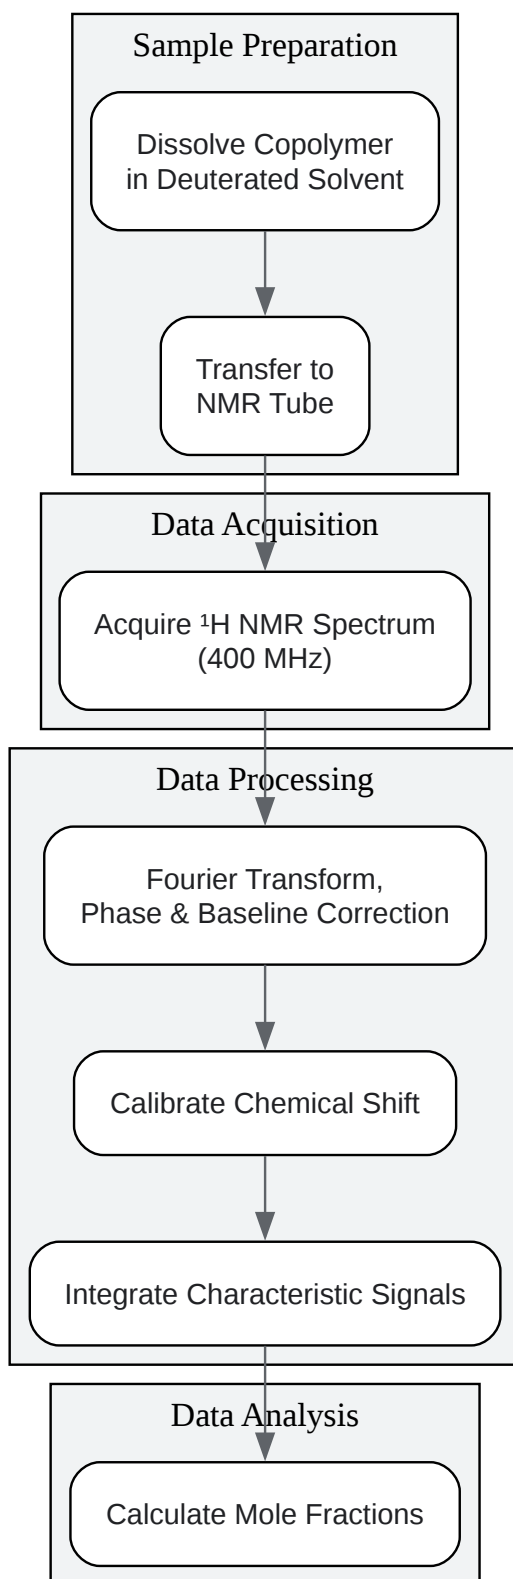 Sample Preparation
Dissolve Copolymer
in Deuterated Solvent
Transfer to
NMR Tube
Data Acquisition
Acquire ¹H NMR Spectrum
(400 MHz)
Data Processing
Fourier Transform,
Phase & Baseline Correction
Calibrate Chemical Shift
Integrate Characteristic Signals
Data Analysis
Calculate Mole Fractions